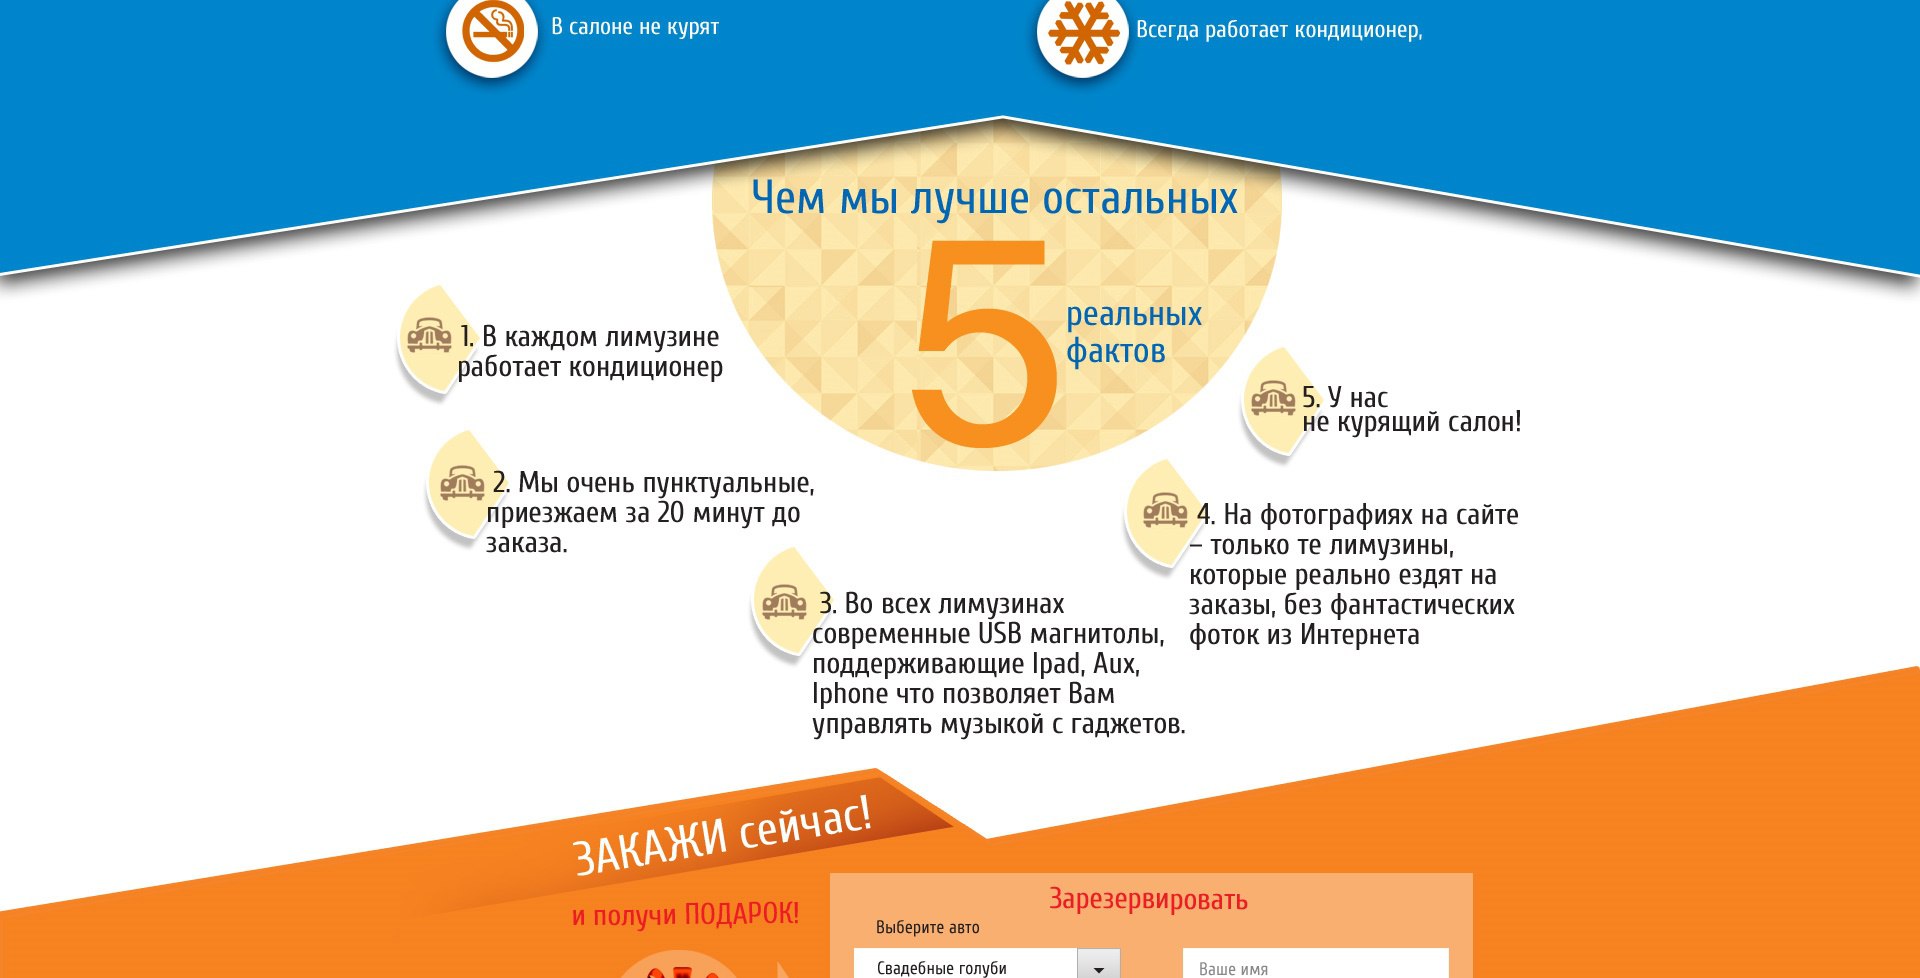 В салоне не курят
Всегда работает кондиционер,
Чем мы лучше остальных
5
реальных
фактов
1. В каждом лимузине
работает кондиционер
2. Мы очень пунктуальные,
приезжаем за 20 минут до
заказа.
3. Во всех лимузинах
современные USB магнитолы,
поддерживающие Ipad, Aux,
Iphone что позволяет Вам
управлять музыкой с гаджетов.
4. На фотографиях на сайте
– только те лимузины,
которые реально ездят на
заказы, без фантастических
фоток из Интернета
5. У нас
не курящий салон!
ЗАКАЖИ сейчас!
и получи ПОДАРОК!
Зарезервировать
Выберите авто
Свадебные голуби
Ваше имя